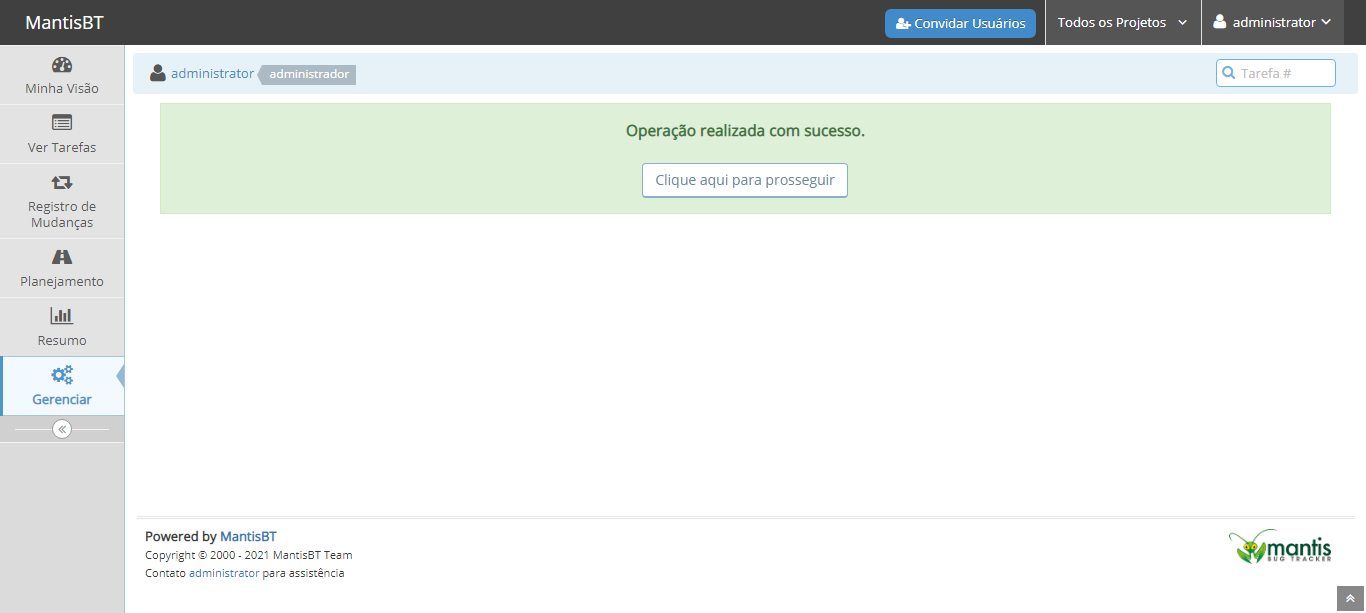 MantisBT
Convidar Usuários
Todos os Projetos
administrator
Minha Visão
Ver Tarefas
Registro de
Mudanças
Planejamento
Resumo
Gerenciar
administrator administrador
Tarefa #
Operação realizada com sucesso.
Clique aqui para prosseguir
Powered by MantisBT
Copyright © 2000 - 2021 MantisBT Team
Contato administrator para assistência
mantis
BUG TRACKER